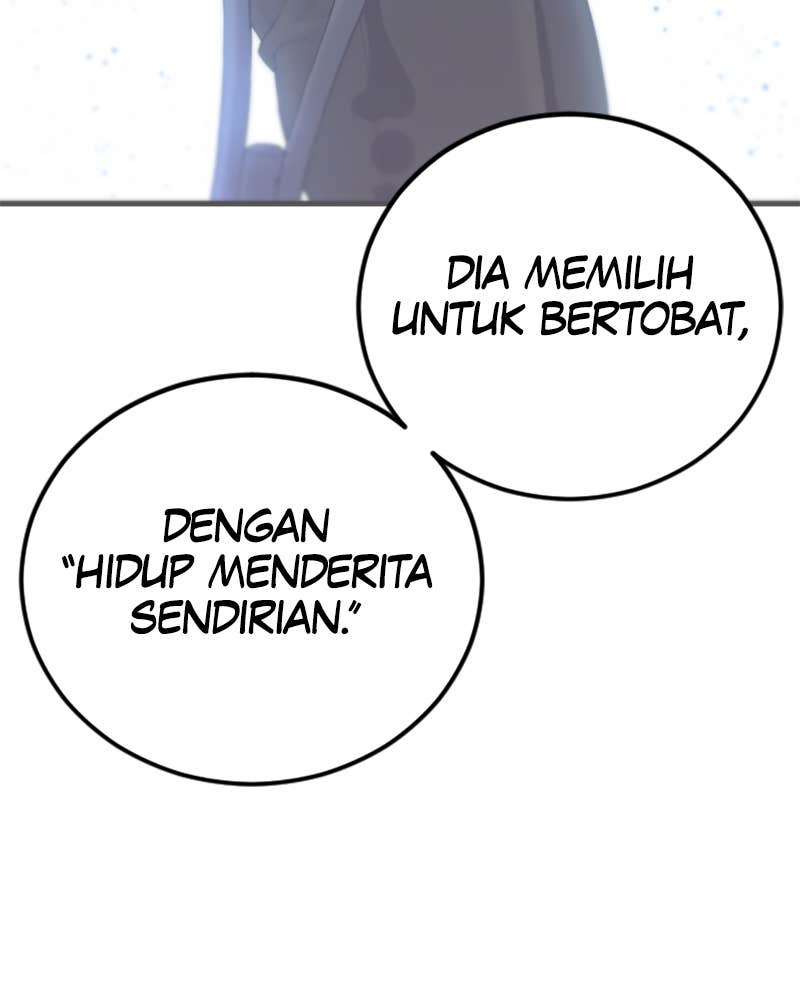 DIA MEMILIH
UNTUK BERTOBAT,
DENGAN
"HIDUP MENDERITA
SENDIRIAN."